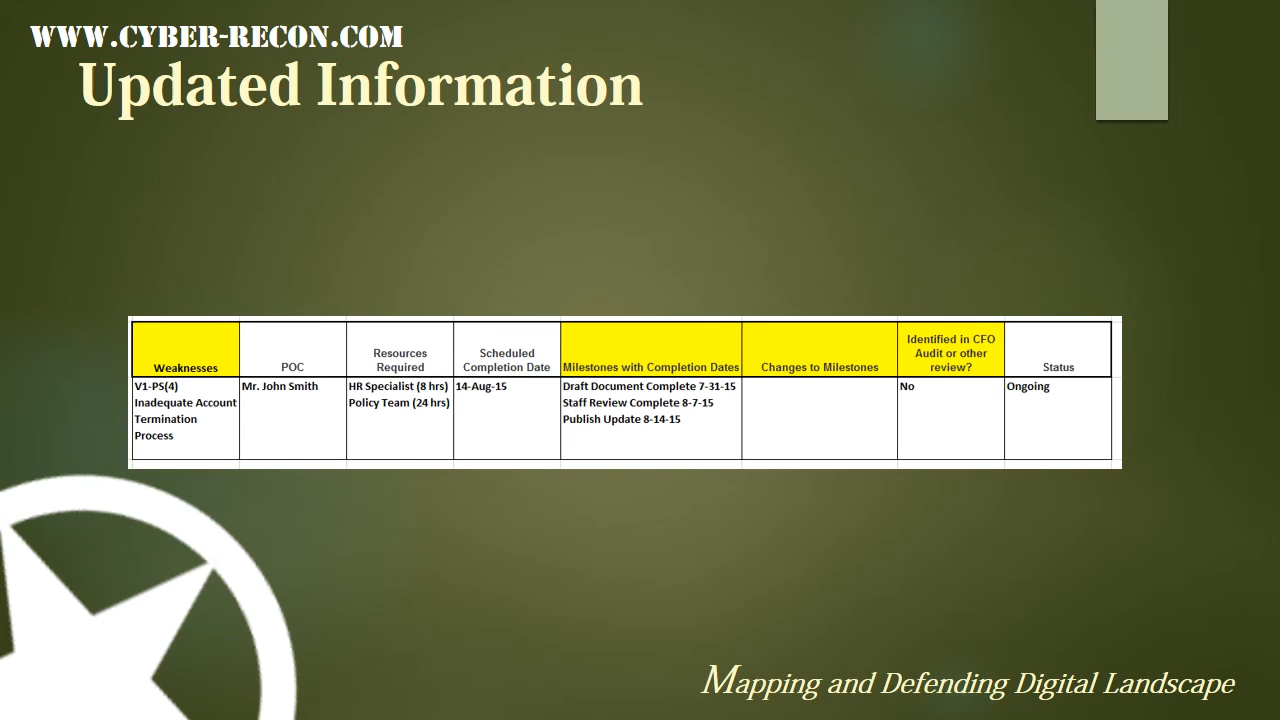 WWW.CYBER-RECON.COM
Updated Information
Weaknesses
POC
Resources
Required
Scheduled
Completion Date
Milestones with Completion Dates
Changes to Milestones
Identified in CFO
Audit or other
review?
Status
V1-PS(4)
Inadequate Account
Termination
Process
Mr. John Smith
HR Specialist (8 hrs)
Policy Team (24 hrs)
14-Aug-15
Draft Document Complete 7-31-15
Staff Review Complete 8-7-15
Publish Update 8-14-15
No
Ongoing
Mapping and Defending Digital Landscape